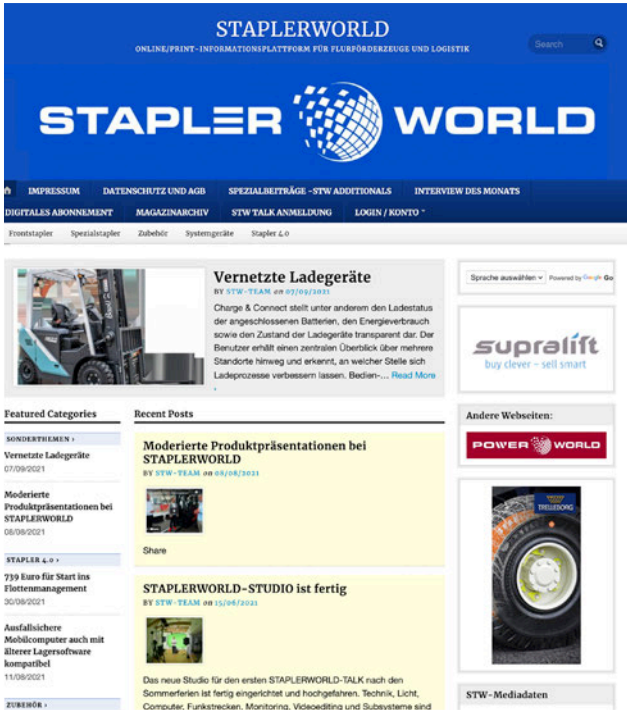 STAPLERWORLD
ONLINE/PRINT-INFORMATIONSPLATTFORM FÜR FLURFÖRDERZEUGE UND LOGISTIK
Search
STAPLER WORLD
IMPRESSUM DATENSCHUTZ UND AGB SPEZIALBEITRÄGE -STW ADDITIONALS INTERVIEW DES MONATS
DIGITALES ABONNEMENT MAGAZINARCHIV STW TALK ANMELDUNG LOGIN / KONTO
Frontstapler Spezialstapler Zubehör Systemgeräte Stapler 4.0
Vernetzte Ladegeräte
BY STW-TEAM on 07/09/2021
Charge & Connect stellt unter anderem den Ladestatus
der angeschlossenen Batterien, den Energieverbrauch
sowie den Zustand der Ladegeräte transparent dar. Der
Benutzer erhält einen zentralen Überblick über mehrere
Standorte hinweg und erkennt, an welcher Stelle sich
Ladeprozesse verbessern lassen. Bedien-... Read More
Sprache auswählen Powered by Google Go
supralift
buy clever – sell smart
Featured Categories
SONDERTHEMEN ›
Vernetzte Ladegeräte
07/09/2021
Moderierte
Produktpräsentationen bei
STAPLERWORLD
08/08/2021
STAPLER 4.0 ›
739 Euro für Start ins
Flottenmanagement
30/08/2021
Ausfallsichere
Mobilcomputer auch mit
älterer Lagersoftware
kompatibel
11/08/2021
ZUBEHÖR ›
Recent Posts
Moderierte Produktpräsentationen bei
STAPLERWORLD
BY STW-TEAM on 08/08/2021
Share
STAPLERWORLD-STUDIO ist fertig
BY STW-TEAM on 15/06/2021
Das neue Studio für den ersten STAPLERWORLD-TALK nach den
Sommerferien ist fertig eingerichtet und hochgefahren. Technik, Licht,
Computer, Funkstrecken, Monitoring, Videoediting und Subsysteme sind
Andere Webseiten:
POWER WORLD
TRELLEBORG
STW-Mediadaten